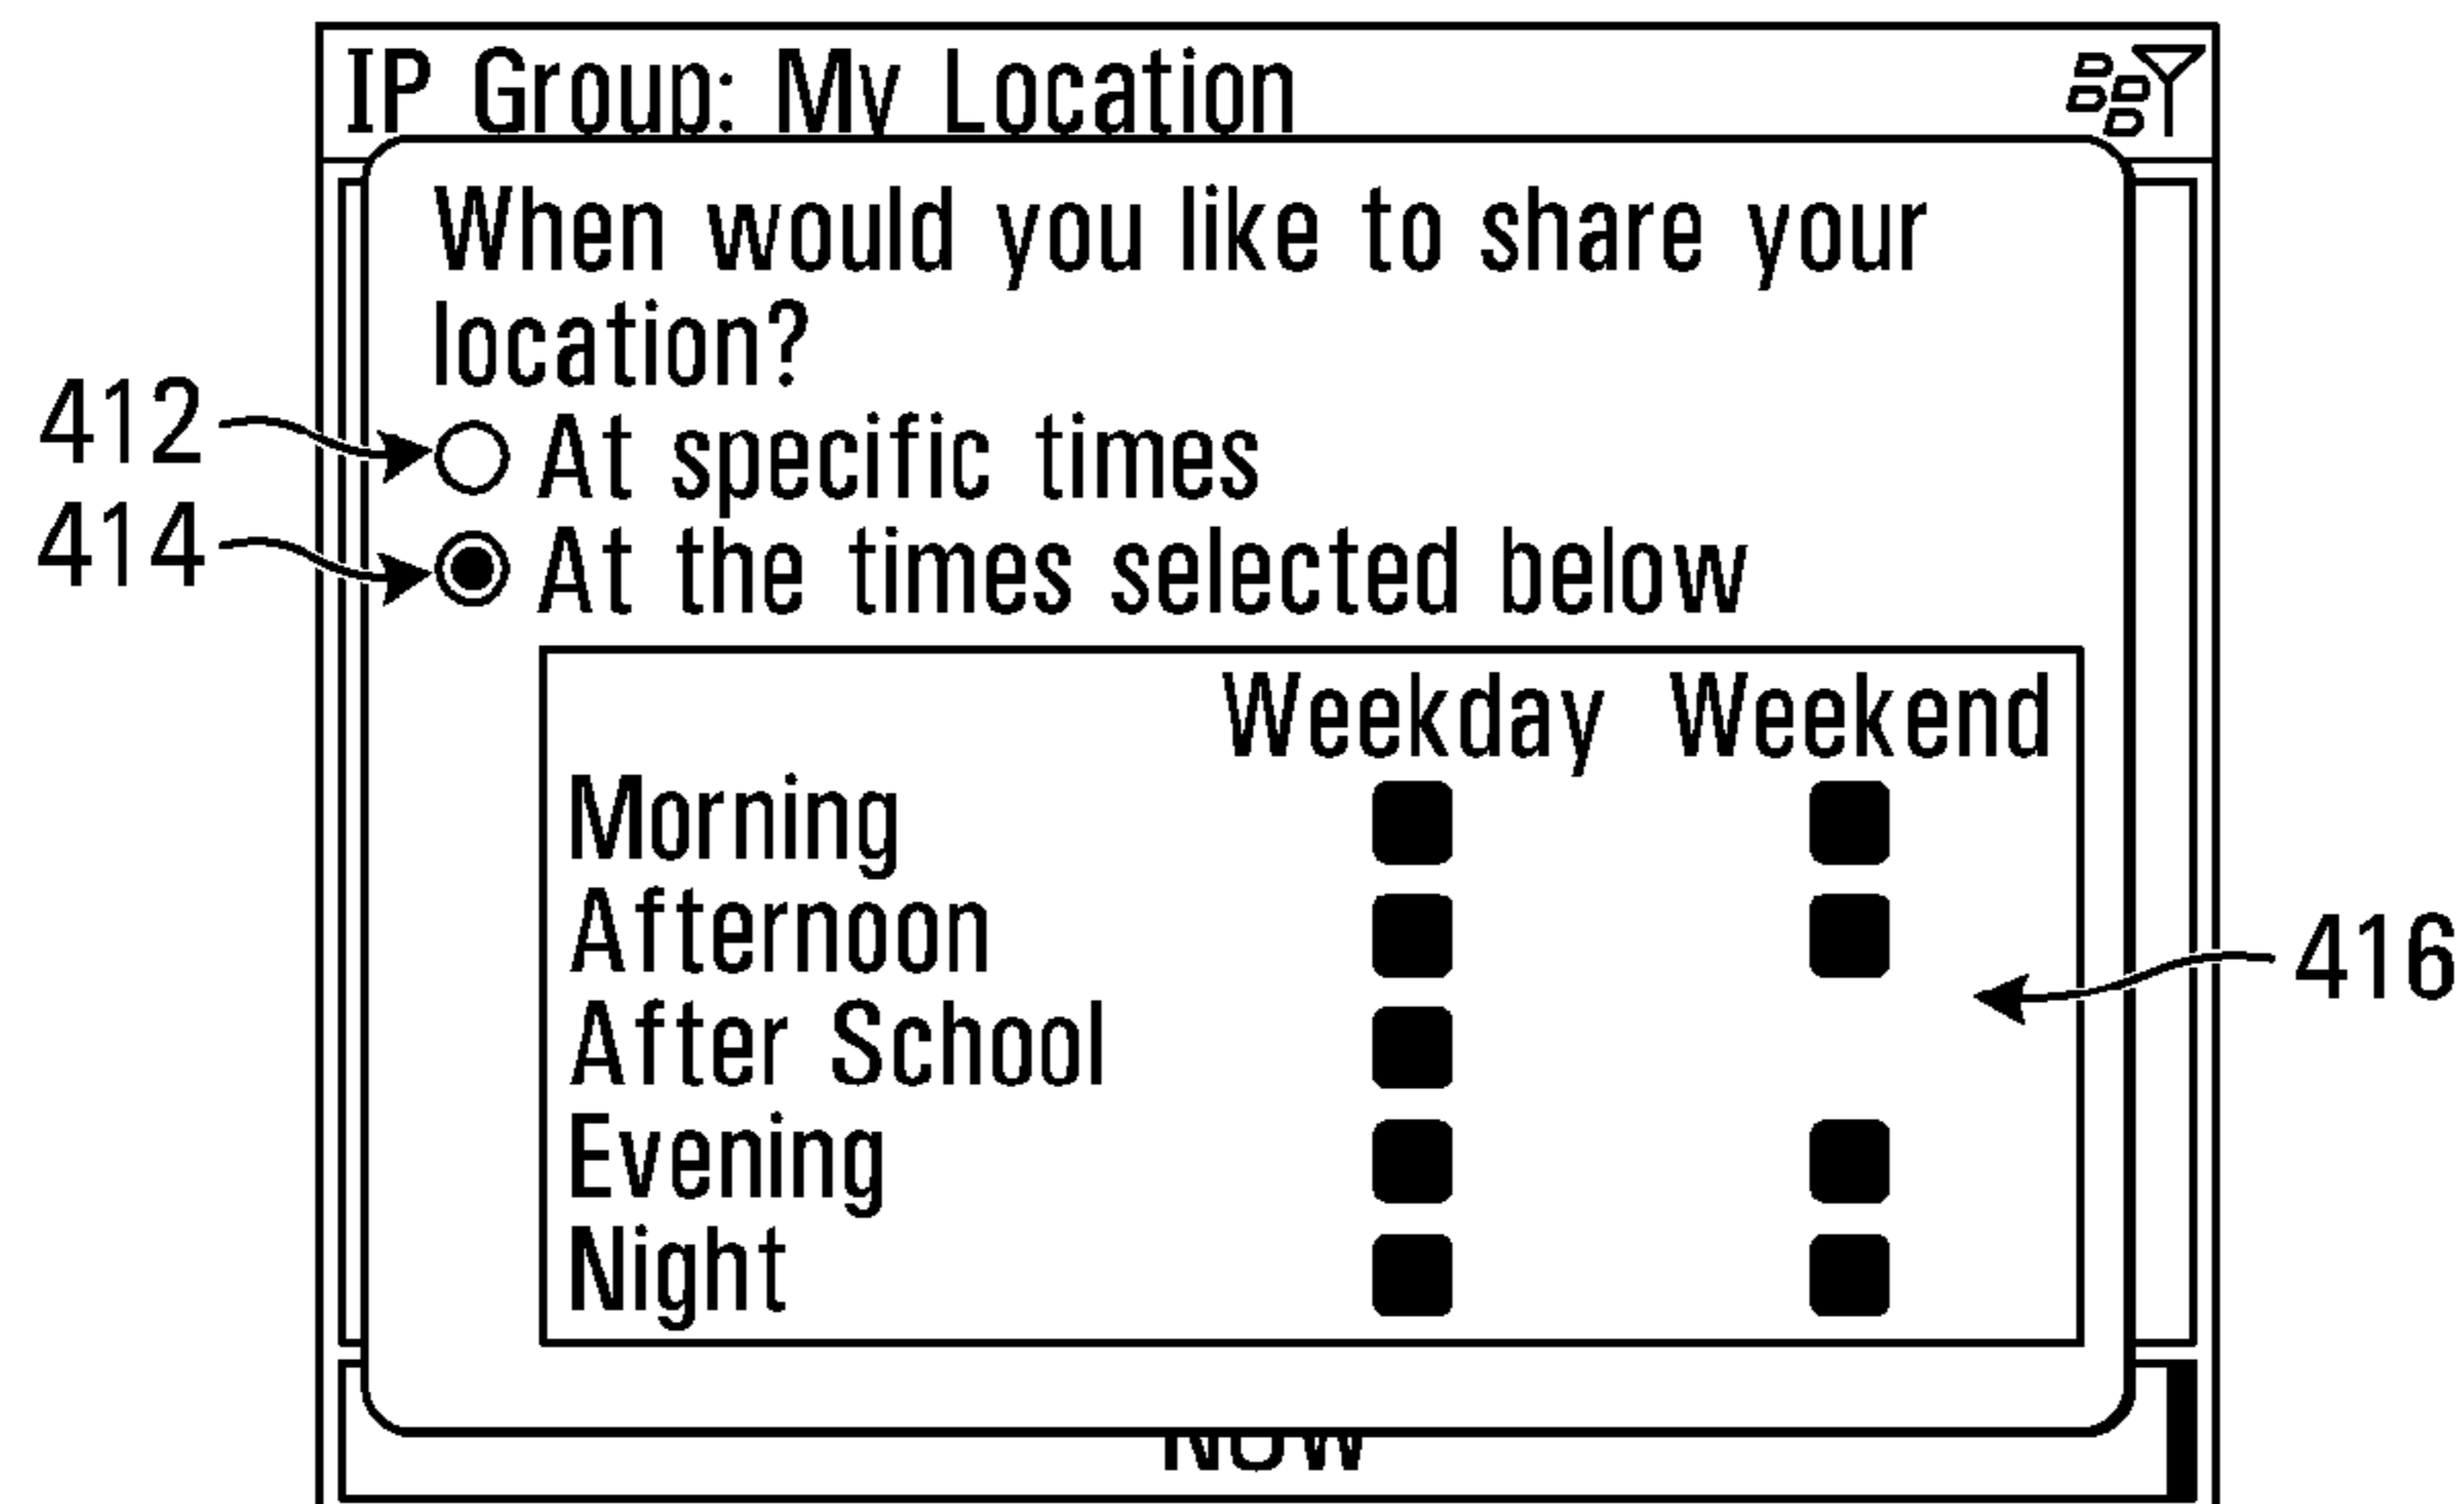 IP Group: My Location
When would you like to share your
location?
412
At specific times
414
At the times selected below
Weekday Weekend
Morning
Afternoon
416
After School
Evening
Night
NOW